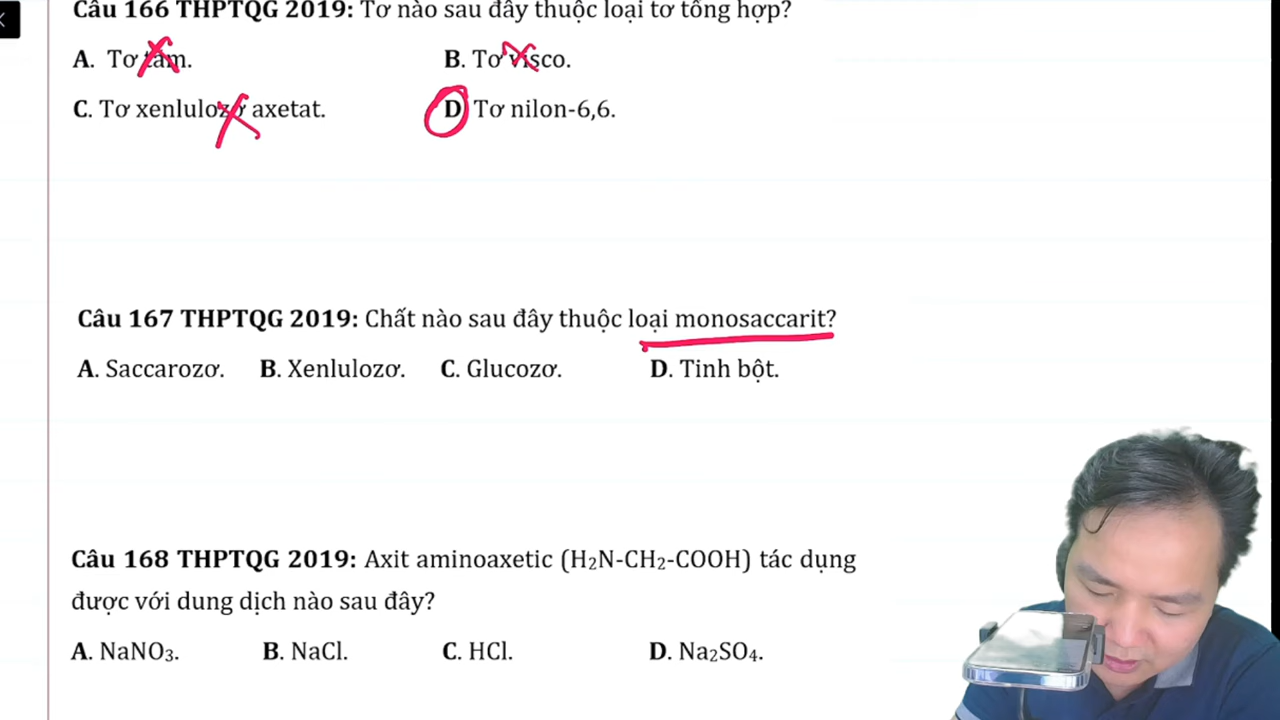 Câu 166 THPTQG 2019: Tơ nào sau đây thuộc loại tơ tổng hợp?
A. Tơ tằm. B. Tơ visco.
C. Tơ xenlulozơ axetat. D. Tơ nilon-6,6.
Câu 167 THPTQG 2019: Chất nào sau đây thuộc loại monosaccarit?
A. Saccarozơ. B. Xenlulozơ. C. Glucozơ. D. Tinh bột.
Câu 168 THPTQG 2019: Axit aminoaxetic (H₂N-CH₂-COOH) tác dụng
được với dung dịch nào sau đây?
A. NaNO₃. B. NaCl. C. HCl. D. Na₂SO₄.